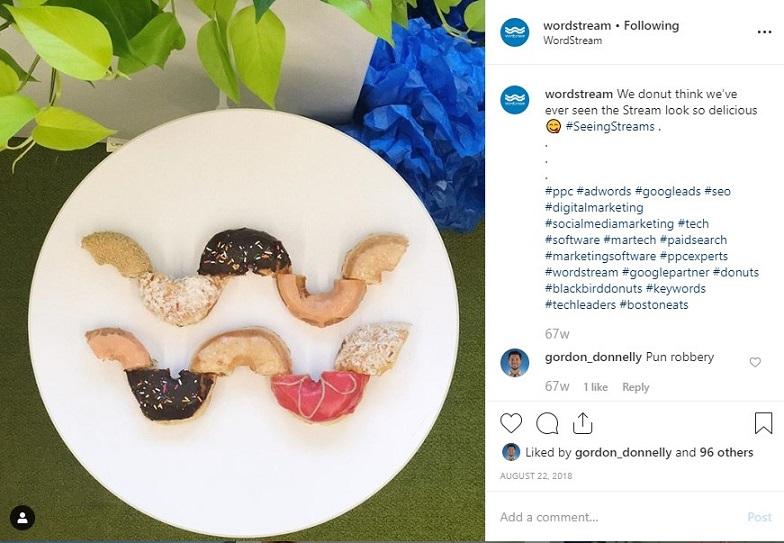 wordstream • Following
WordStream
wordstream We donut think we've
ever seen the Stream look so delicious
😋 #SeeingStreams .
.
.
.
#ppc #adwords #googleads #seo
#digitalmarketing
#socialmediamarketing #tech
#software #martech #paidsearch
#marketingsoftware #ppcexperts
#wordstream #googlepartner #donuts
#blackbirddonuts #keywords
#techleaders #bostoneats
67w
gordon_donnelly Pun robbery
67w 1 like Reply
Liked by gordon_donnelly and 96 others
AUGUST 22, 2018
Add a comment... Post